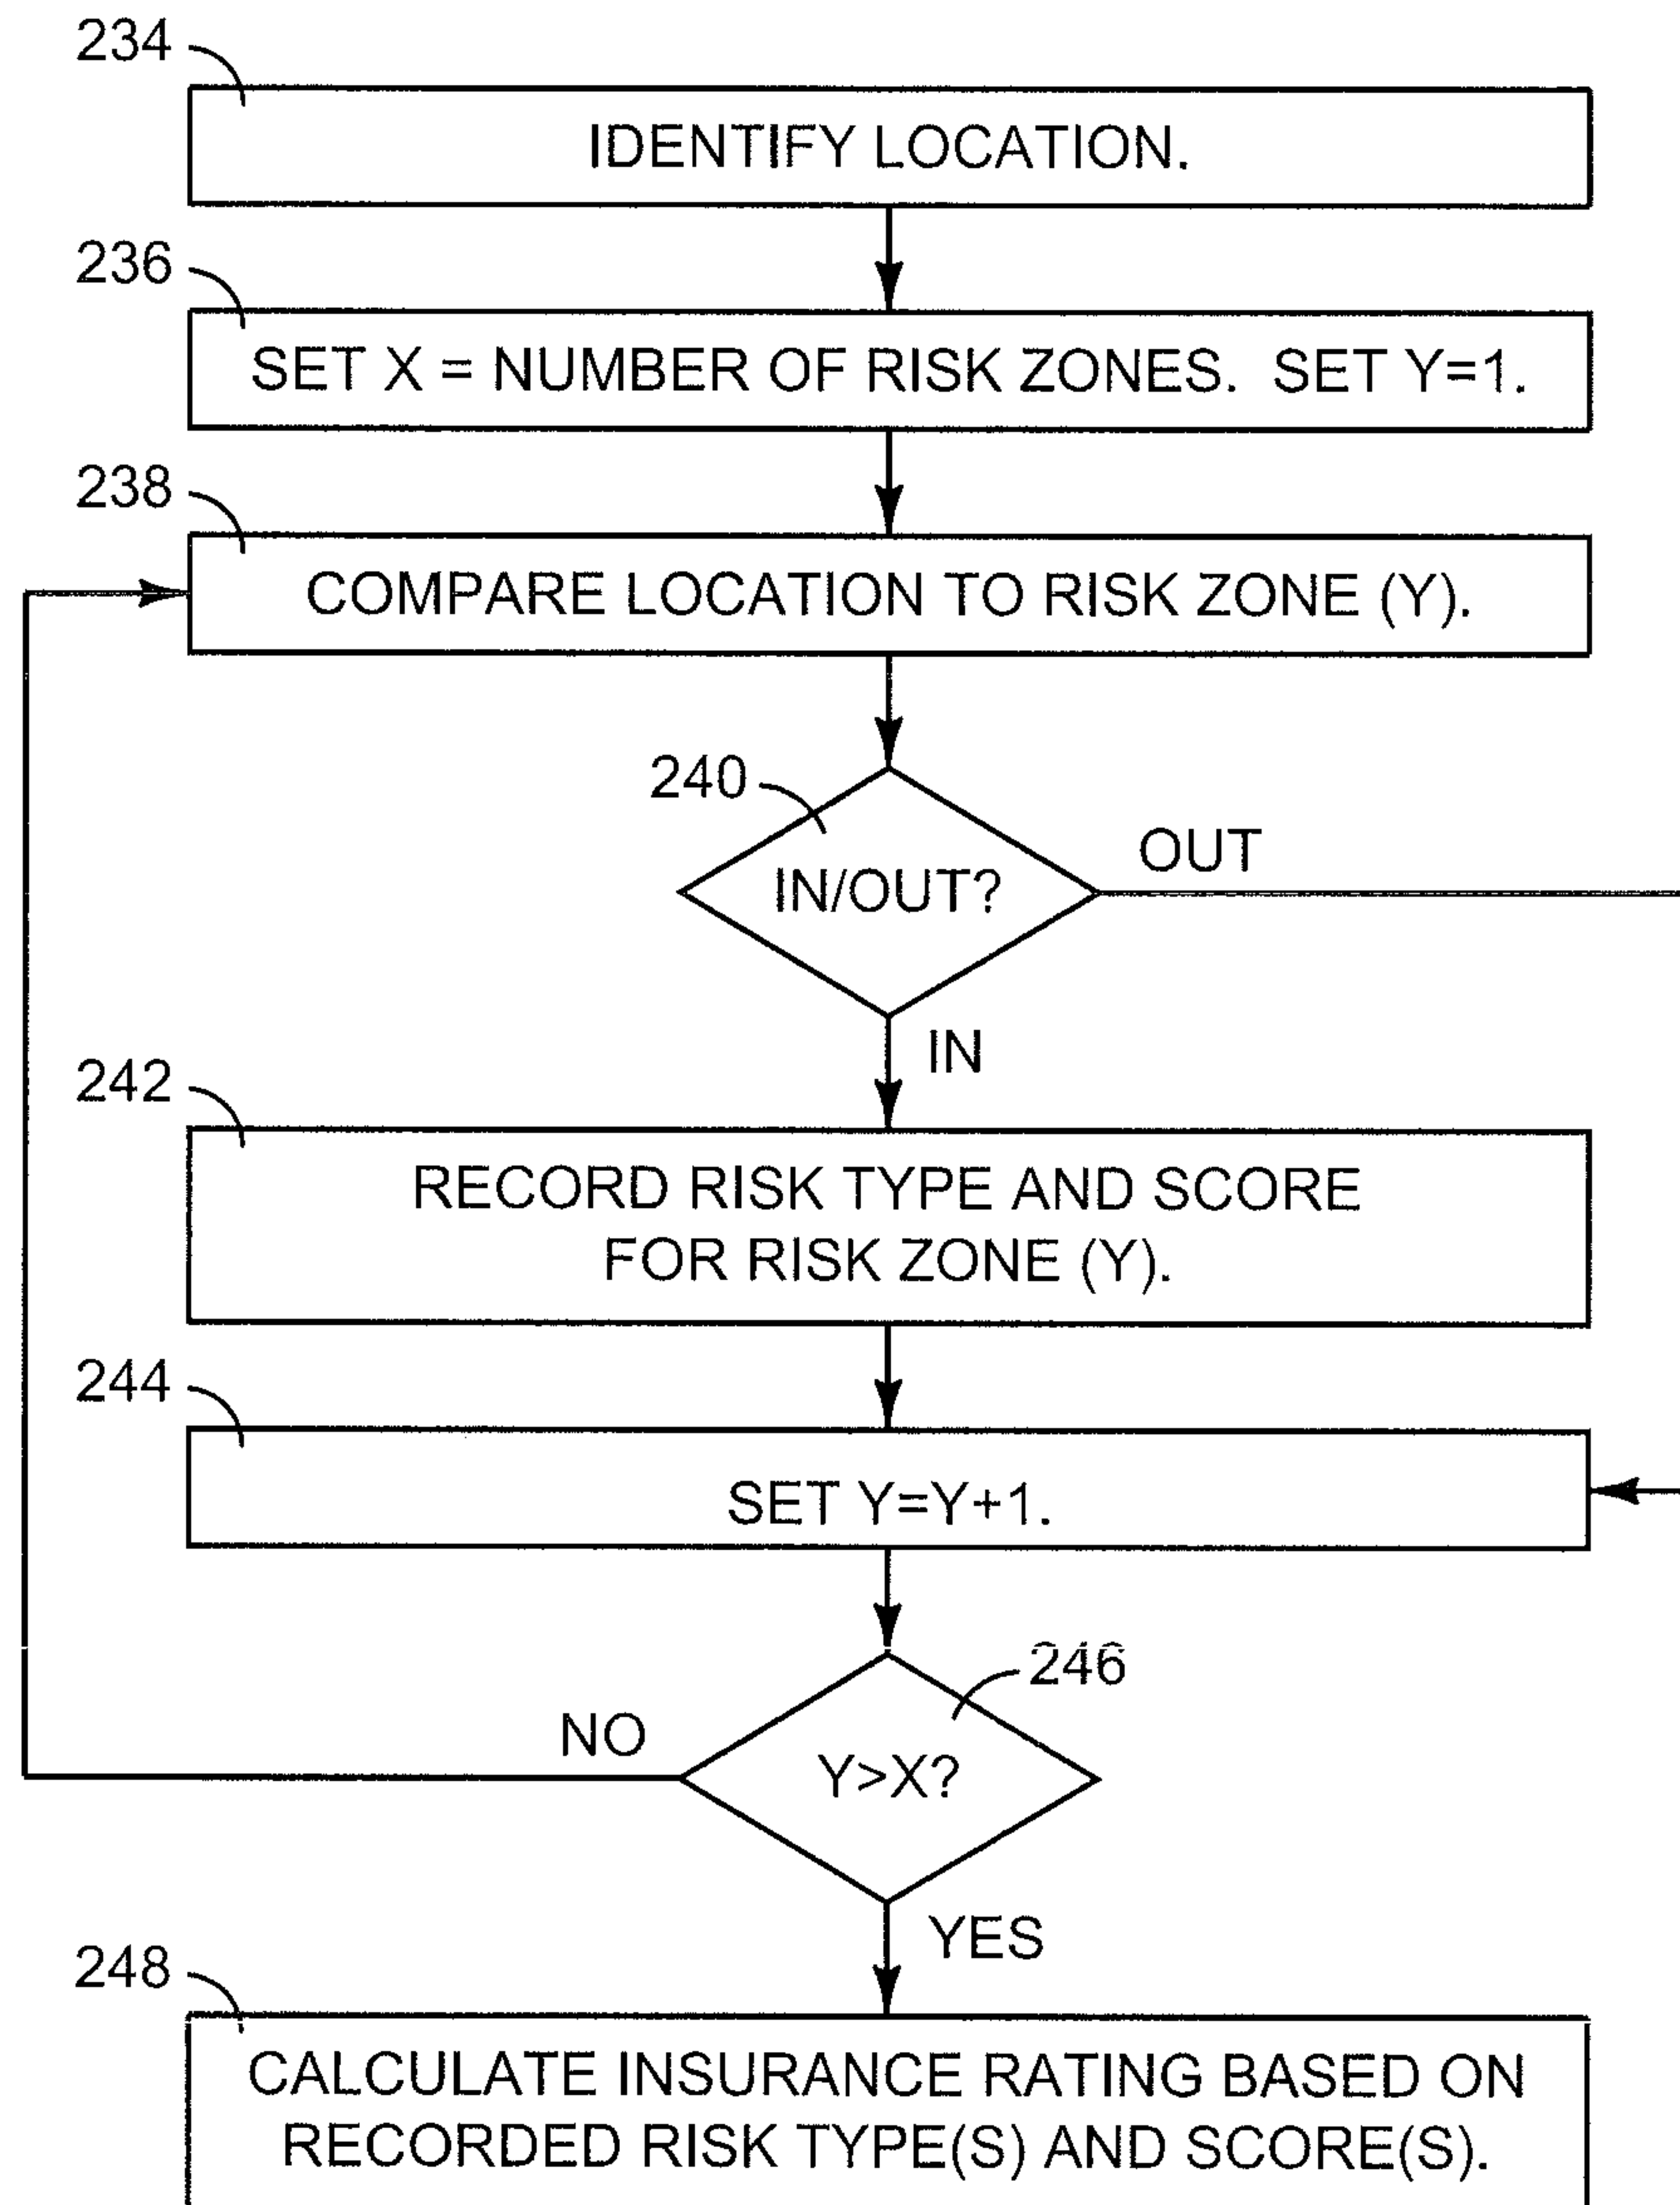 234
IDENTIFY LOCATION.
236
SET X = NUMBER OF RISK ZONES. SET Y=1.
238
COMPARE LOCATION TO RISK ZONE (Y).
240
IN/OUT?
OUT
IN
242
RECORD RISK TYPE AND SCORE
FOR RISK ZONE (Y).
244
SET Y=Y+1.
246
NO
Y>X?
YES
248
CALCULATE INSURANCE RATING BASED ON
RECORDED RISK TYPE(S) AND SCORE(S).